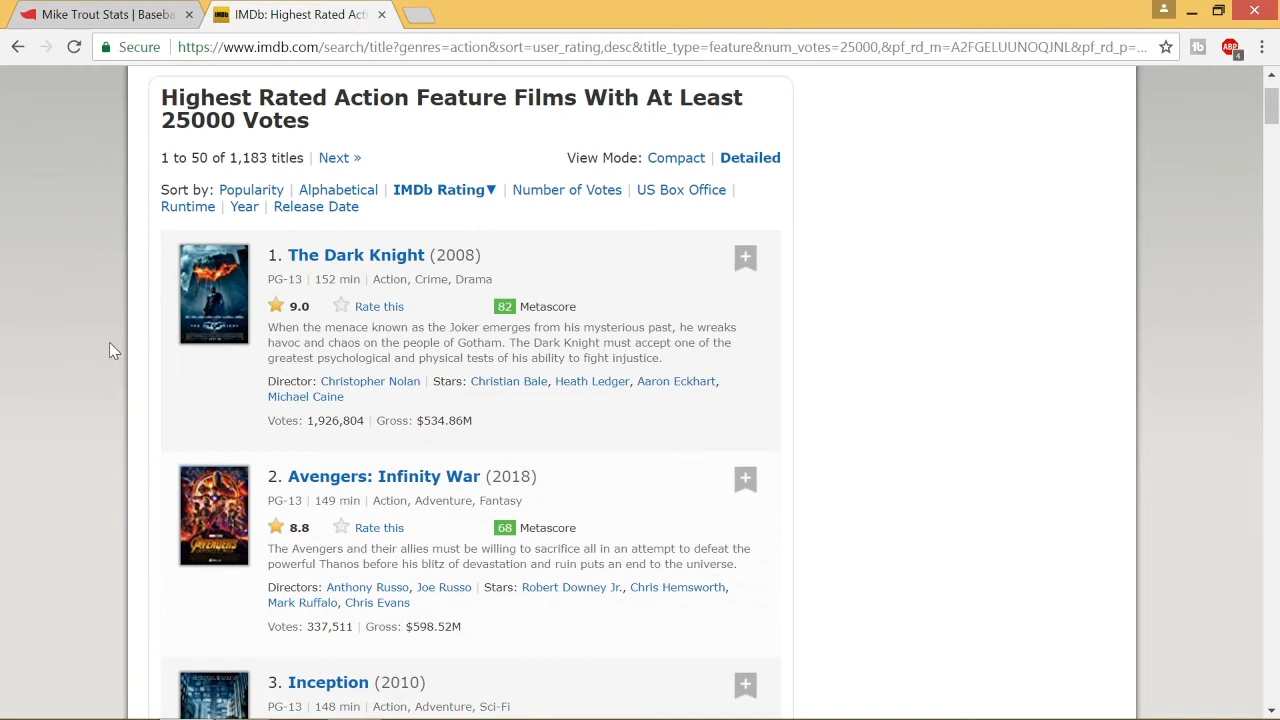 Mike Trout Stats | Baseba
IMDb: Highest Rated Acti
Secure | https://www.imdb.com/search/title?genres=action&sort=user_rating,desc&title_type=feature&num_votes=25000,&pf_rd_m=A2FGELUUNOQJNL&pf_rd_p=...
tb
ABP
4
Highest Rated Action Feature Films With At Least
25000 Votes
1 to 50 of 1,183 titles | Next »
View Mode: Compact | Detailed
Sort by: Popularity | Alphabetical | IMDb Rating▼ | Number of Votes | US Box Office |
Runtime | Year | Release Date
1. The Dark Knight (2008)
PG-13 | 152 min | Action, Crime, Drama
9.0 Rate this 82 Metascore
When the menace known as the Joker emerges from his mysterious past, he wreaks
havoc and chaos on the people of Gotham. The Dark Knight must accept one of the
greatest psychological and physical tests of his ability to fight injustice.
Director: Christopher Nolan | Stars: Christian Bale, Heath Ledger, Aaron Eckhart,
Michael Caine
Votes: 1,926,804 | Gross: $534.86M
2. Avengers: Infinity War (2018)
PG-13 | 149 min | Action, Adventure, Fantasy
8.8 Rate this 68 Metascore
The Avengers and their allies must be willing to sacrifice all in an attempt to defeat the
powerful Thanos before his blitz of devastation and ruin puts an end to the universe.
AVENGERS
Directors: Anthony Russo, Joe Russo | Stars: Robert Downey Jr., Chris Hemsworth,
Mark Ruffalo, Chris Evans
Votes: 337,511 | Gross: $598.52M
3. Inception (2010)
PG-13 | 148 min | Action, Adventure, Sci-Fi